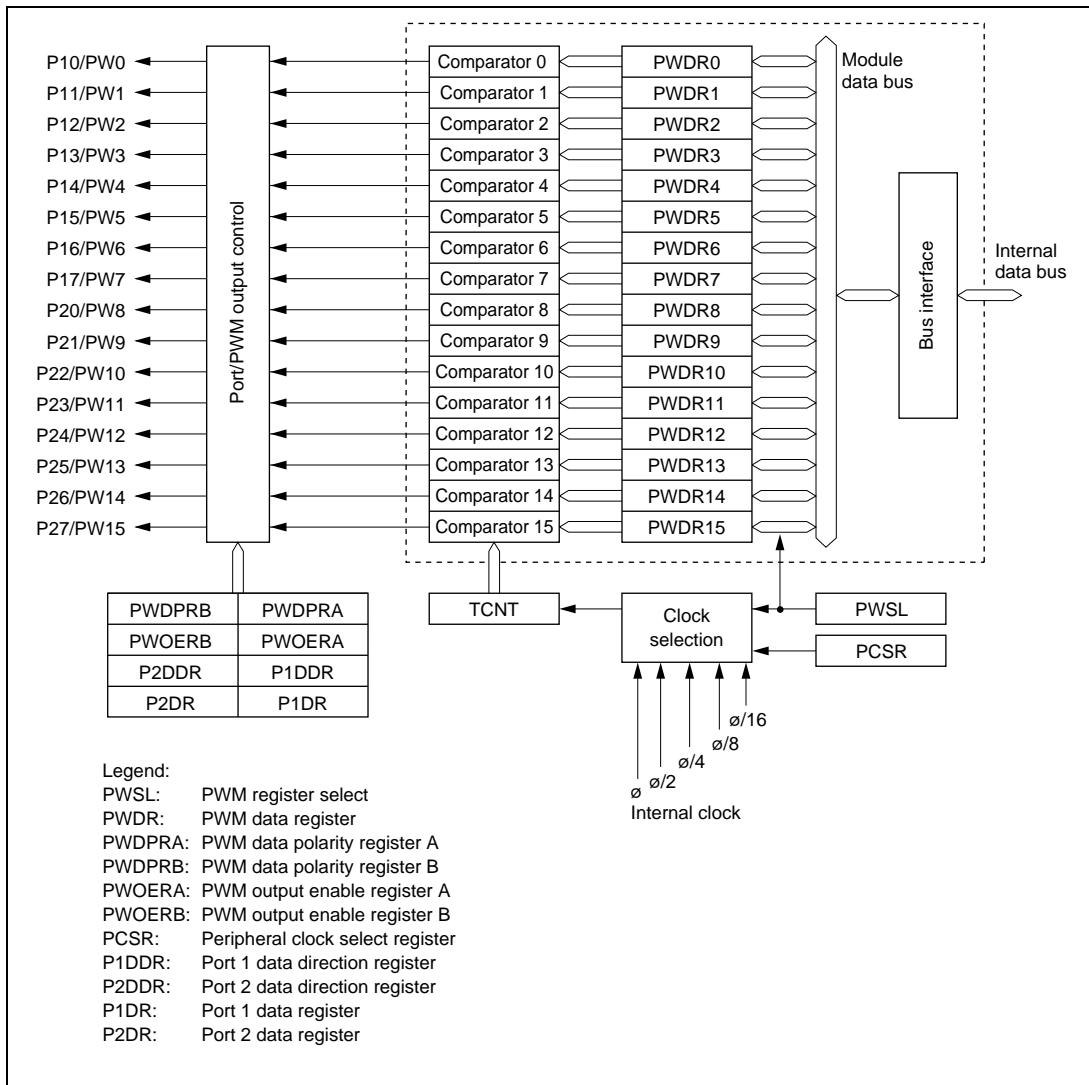 P10/PW0 Comparator 0 PWDR0 Module
P11/PW1 Comparator 1 PWDR1 data bus
P12/PW2 Comparator 2 PWDR2
P13/PW3 Comparator 3 PWDR3
P14/PW4 Comparator 4 PWDR4
P15/PW5 Comparator 5 PWDR5
P16/PW6 Comparator 6 PWDR6
P17/PW7 Comparator 7 PWDR7
P20/PW8 Comparator 8 PWDR8
P21/PW9 Comparator 9 PWDR9
P22/PW10 Comparator 10 PWDR10
P23/PW11 Comparator 11 PWDR11
P24/PW12 Comparator 12 PWDR12
P25/PW13 Comparator 13 PWDR13
P26/PW14 Comparator 14 PWDR14
P27/PW15 Comparator 15 PWDR15
Port/PWM output control
Bus interface
Internal
data bus
PWDPRB PWDPRA
PWOERB PWOERA
P2DDR P1DDR
P2DR P1DR
TCNT
Clock
selection
PWSL
PCSR
ø/16
ø/8
ø/4
ø/2
ø
Internal clock
Legend:
PWSL: PWM register select
PWDR: PWM data register
PWDPRA: PWM data polarity register A
PWDPRB: PWM data polarity register B
PWOERA: PWM output enable register A
PWOERB: PWM output enable register B
PCSR: Peripheral clock select register
P1DDR: Port 1 data direction register
P2DDR: Port 2 data direction register
P1DR: Port 1 data register
P2DR: Port 2 data register